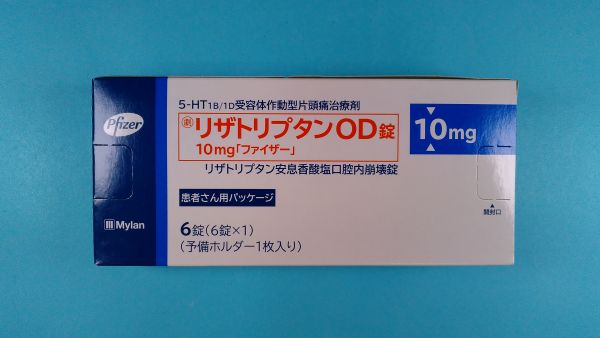 Pfizer
5-HT1B/1D受容体作動型片頭痛治療剤
劇 リザトリプタンOD錠
10mg「ファイザー」
10mg
リザトリプタン安息香酸塩口腔内崩壊錠
患者さん用パッケージ
Mylan
6錠(6錠×1)
(予備ホルダー1枚入り)
▲
開封口